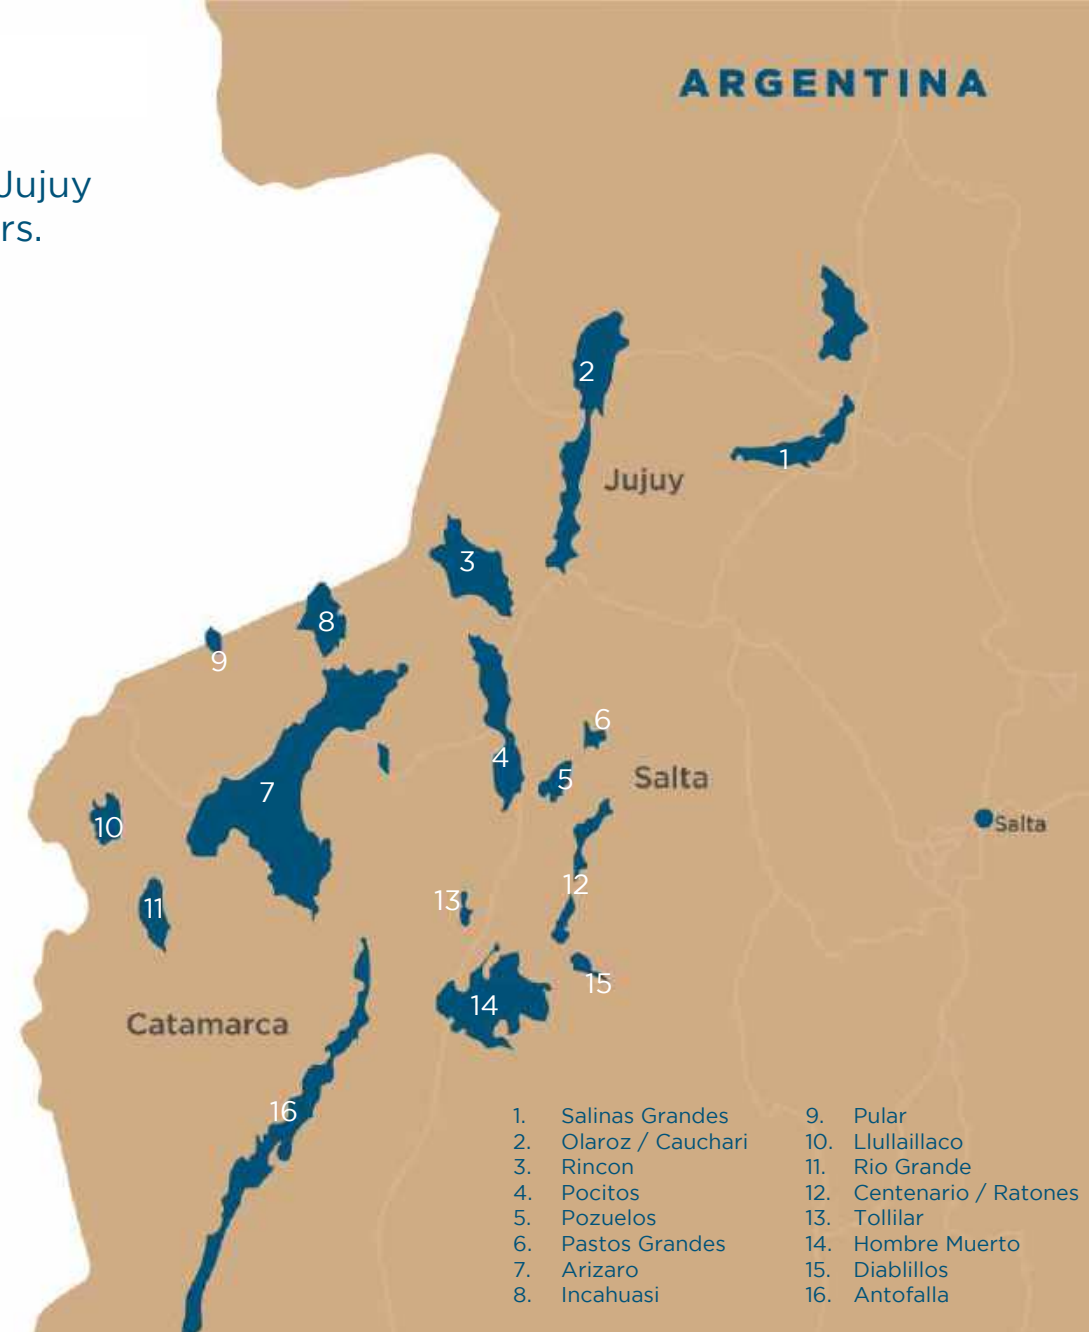 ARGENTINA
Jujuy
rs.
2
1
Jujuy
3
8
9
6
4
5
Salta
7
10
Salta
12
13
11
15
14
Catamarca
16
1. Salinas Grandes
2. Olaroz / Cauchari
3. Rincon
4. Pocitos
5. Pozuelos
6. Pastos Grandes
7. Arizaro
8. Incahuasi
9. Pular
10. Llullaillaco
11. Rio Grande
12. Centenario / Ratones
13. Tollilar
14. Hombre Muerto
15. Diablillos
16. Antofalla